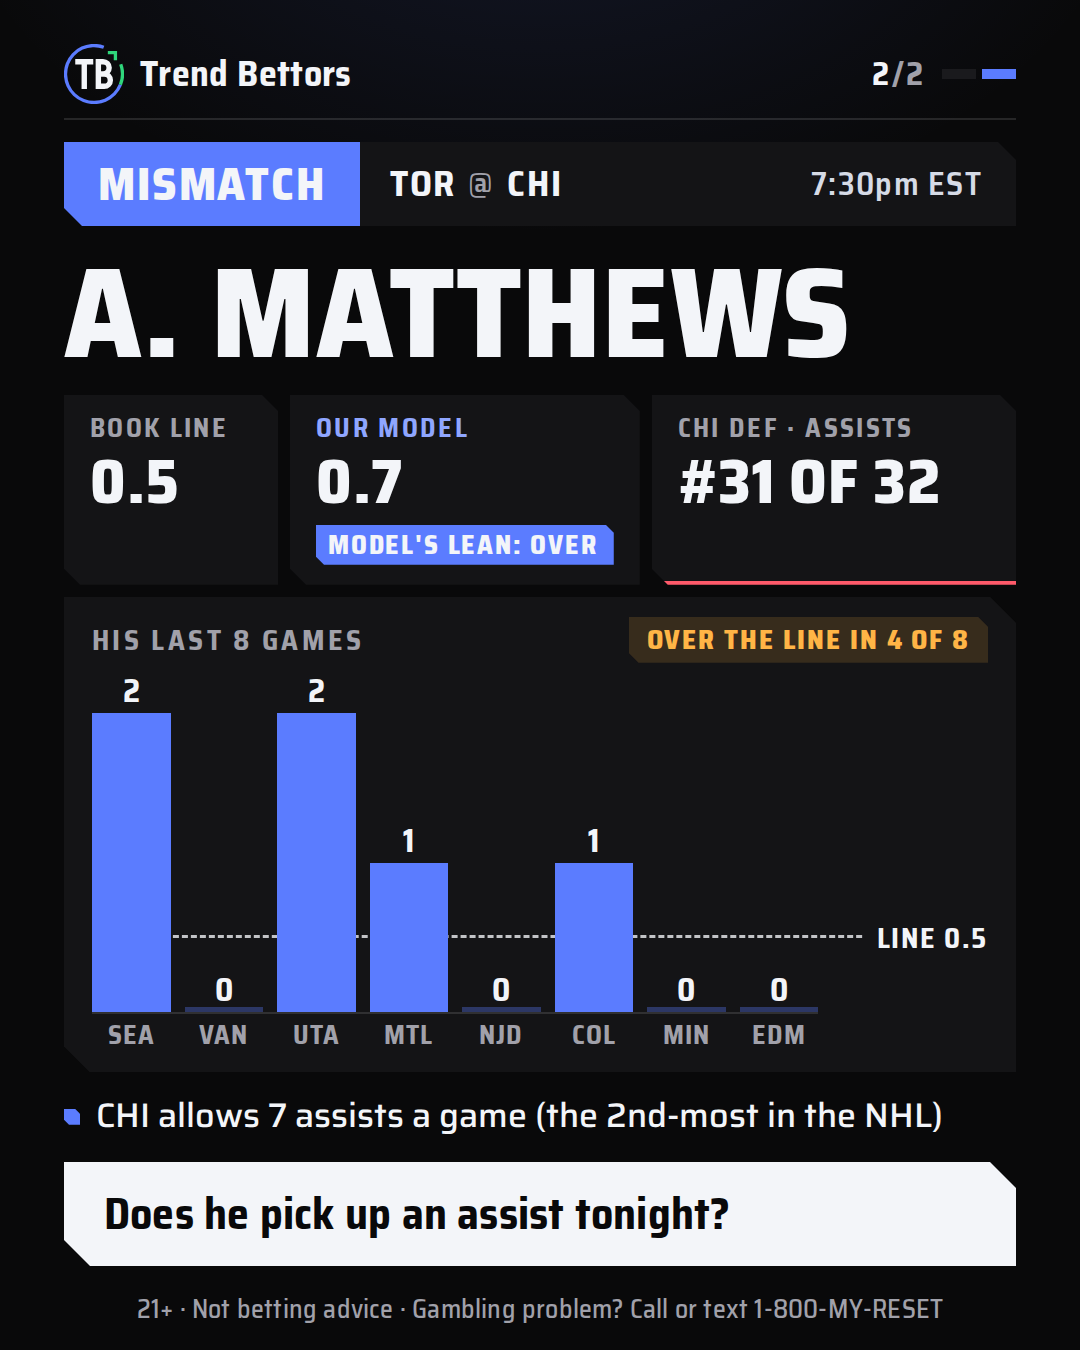 TB Trend Bettors
2/2
MISMATCH TOR @ CHI 7:30pm EST
A. MATTHEWS
BOOK LINE
0.5
OUR MODEL
0.7
MODEL'S LEAN: OVER
CHI DEF · ASSISTS
#31 OF 32
HIS LAST 8 GAMES
OVER THE LINE IN 4 OF 8
2 0 2 1 0 1 0 0
LINE 0.5
SEA VAN UTA MTL NJD COL MIN EDM
CHI allows 7 assists a game (the 2nd-most in the NHL)
Does he pick up an assist tonight?
21+ · Not betting advice · Gambling problem? Call or text 1-800-MY-RESET